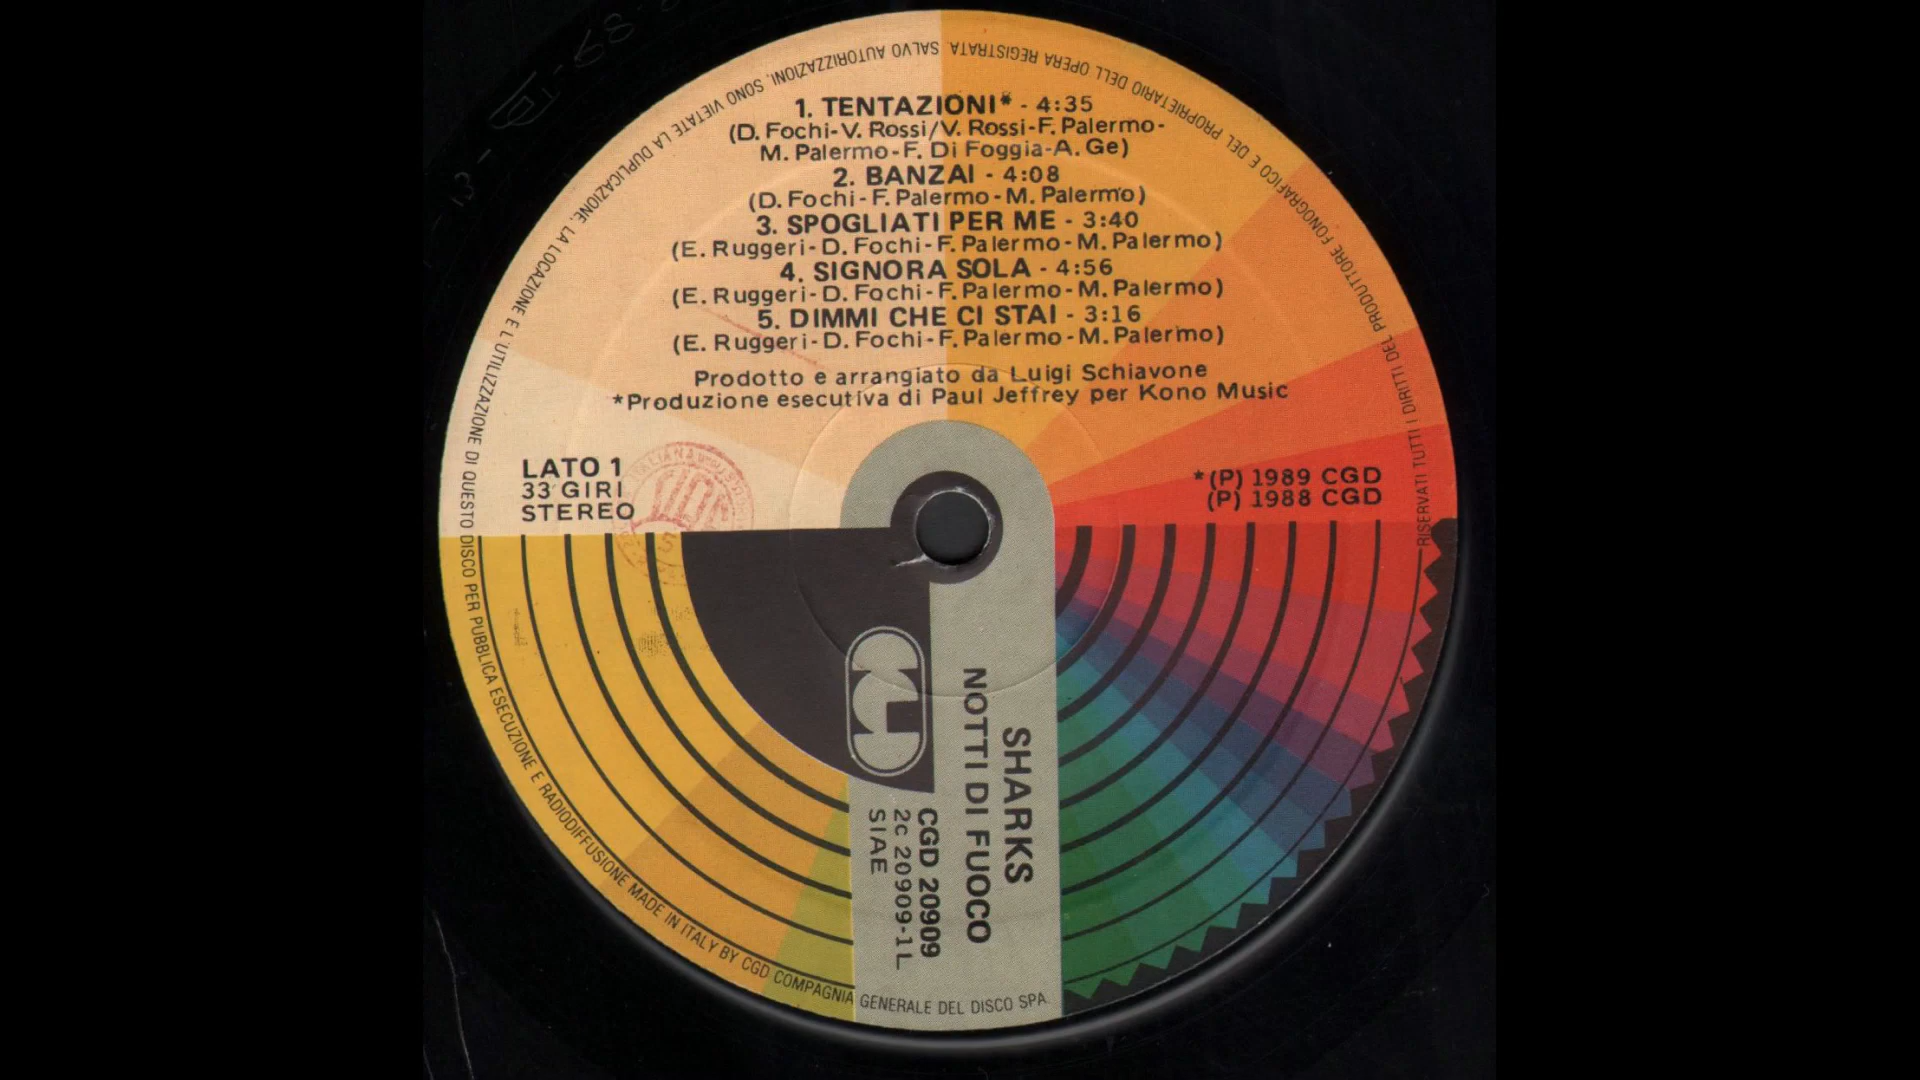 1. TENTAZIONI* - 4:35
(D. Fochi-V. Rossi/V. Rossi-F. Palermo-
M. Palermo-F. Di Foggia-A. Ge)
2. BANZAI - 4:08
(D. Fochi-F. Palermo-M. Palermo)
3. SPOGLIATI PER ME - 3:40
(E. Ruggeri-D. Fochi-F. Palermo-M. Palermo)
4. SIGNORA SOLA - 4:56
(E. Ruggeri-D. Fochi-F. Palermo-M. Palermo)
5. DIMMI CHE CI STAI - 3:16
(E. Ruggeri-D. Fochi-F. Palermo-M. Palermo)
Prodotto e arrangiato da Luigi Schiavone
*Produzione esecutiva di Paul Jeffrey per Kono Music
LATO 1
33 GIRI
STEREO
*(P) 1989 CGD
(P) 1988 CGD
SHARKS
NOTTI DI FUOCO
CGD 20909
2c 20909-1L
SIAE
RISERVATI TUTTI I DIRITTI DEL PRODUTTORE FONOGRAFICO E DEL PROPRIETARIO DELL OPERA REGISTRATA. SALVO AUTORIZZAZIONI, SONO VIETATE LA DUPLICAZIONE, LA LOCAZIONE E L'UTILIZZAZIONE DI QUESTO DISCO PER PUBBLICA ESECUZIONE E RADIODIFFUSIONE MADE IN ITALY BY CGD COMPAGNIA GENERALE DEL DISCO SPA.